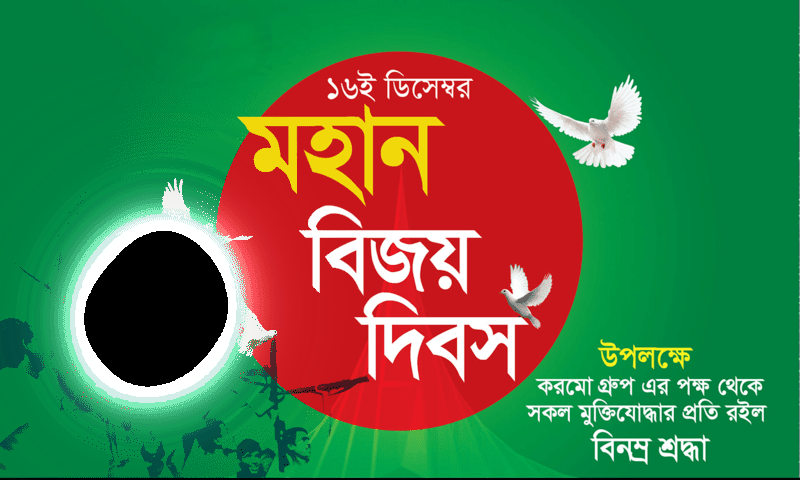 ১৬ই ডিসেম্বর
মহান
বিজয়
দিবস
উপলক্ষে
করমো গ্রুপ এর পক্ষ থেকে
সকল মুক্তিযোদ্ধার প্রতি রইল
বিনম্র শ্রদ্ধা